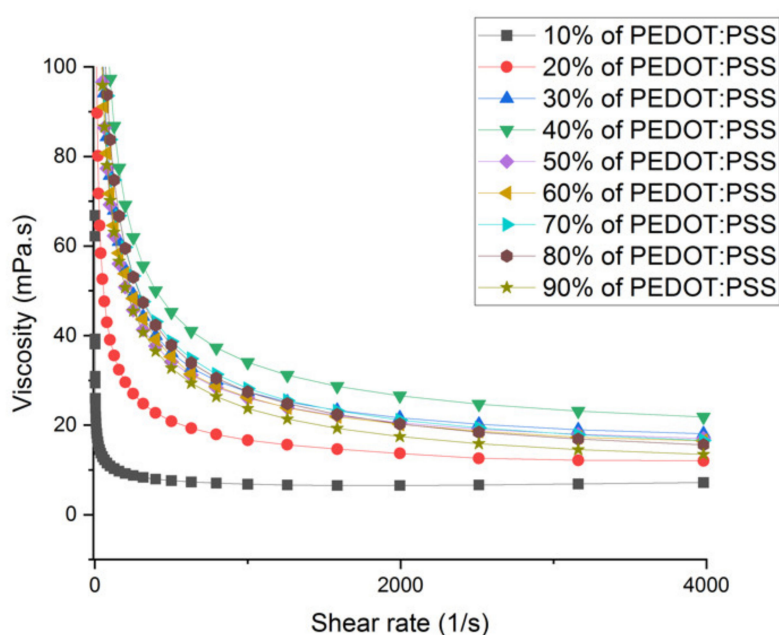 10% of PEDOT:PSS
20% of PEDOT:PSS
30% of PEDOT:PSS
40% of PEDOT:PSS
50% of PEDOT:PSS
60% of PEDOT:PSS
70% of PEDOT:PSS
80% of PEDOT:PSS
90% of PEDOT:PSS
Viscosity (mPa.s)
100
80
60
40
20
0
0 2000 4000
Shear rate (1/s)